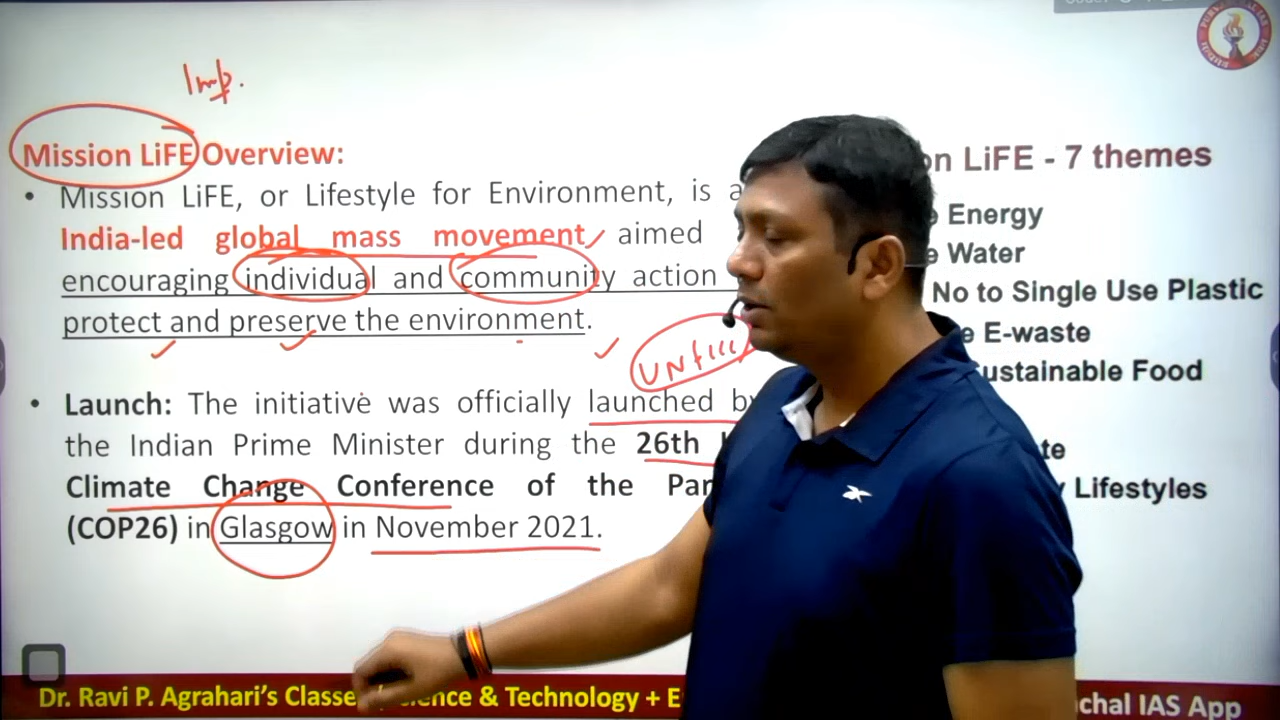 Imp.
Mission LiFE Overview:
• Mission LiFE, or Lifestyle for Environment, is a
India-led global mass movement, aimed
encouraging individual and community action
protect and preserve the environment.
• Launch: The initiative was officially launched by
the Indian Prime Minister during the 26th
Climate Change Conference of the Par
(COP26) in Glasgow in November 2021.
on LiFE - 7 themes
e Energy
e Water
No to Single Use Plastic
e E-waste
ustainable Food
te
y Lifestyles
Dr. Ravi P. Agrahari's Classe ience & Technology + E
chal IAS App